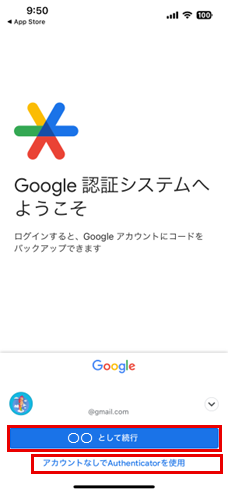 9:50
100
◀ App Store
Google 認証システムへ
ようこそ
ログインすると、Google アカウントにコードを
バックアップできます
Google
@gmail.com
〇〇 として続行
アカウントなしでAuthenticatorを使用